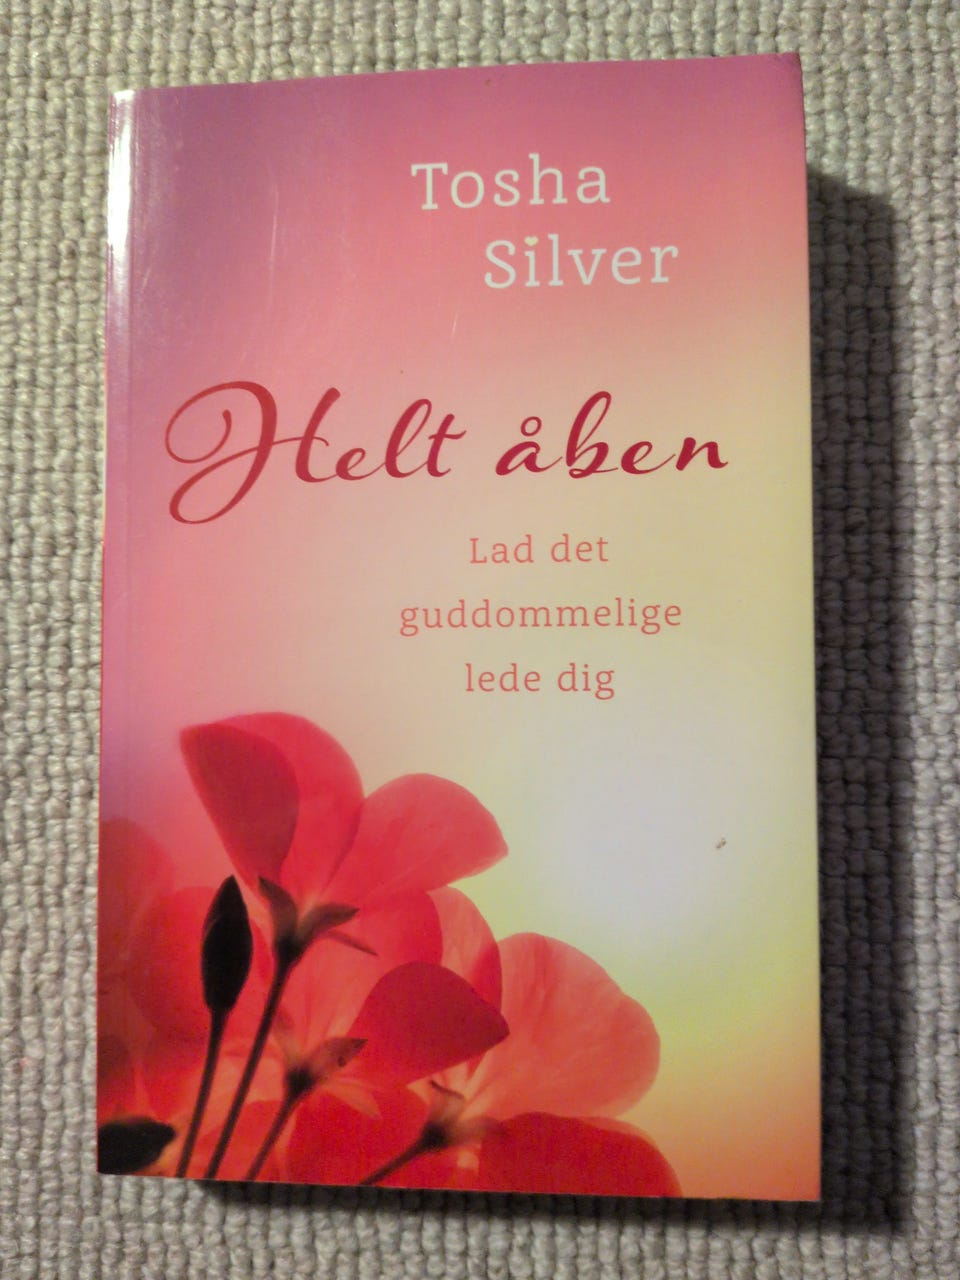 Tosha
Silver
Helt åben
Lad det
guddommelige
lede dig